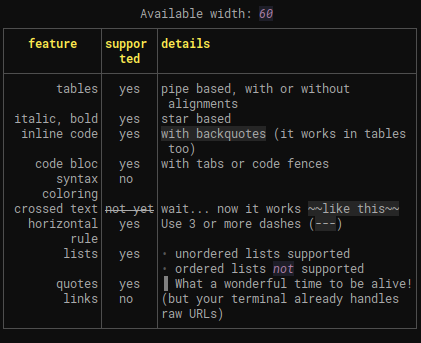 Available width: 60
feature suppor details
ted
tables yes pipe based, with or without
alignments
italic, bold yes star based
inline code yes with backquotes (it works in tables
too)
code bloc yes with tabs or code fences
syntax no
coloring
crossed text not yet wait... now it works ~~like this~~
horizontal yes Use 3 or more dashes (---)
rule
lists yes • unordered lists supported
• ordered lists not supported
quotes yes ▐ What a wonderful time to be alive!
links no (but your terminal already handles
raw URLs)